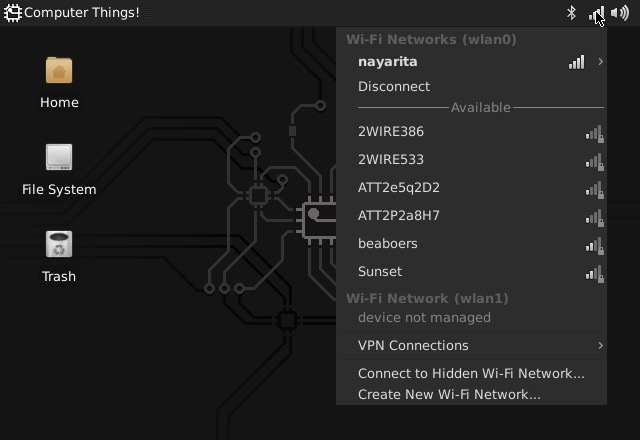 Computer Things!
Home
File System
Trash
Wi-Fi Networks (wlan0)
nayarita
Disconnect
Available
2WIRE386
2WIRE533
ATT2e5q2D2
ATT2P2a8H7
beaboers
Sunset
Wi-Fi Network (wlan1)
device not managed
VPN Connections
Connect to Hidden Wi-Fi Network...
Create New Wi-Fi Network...